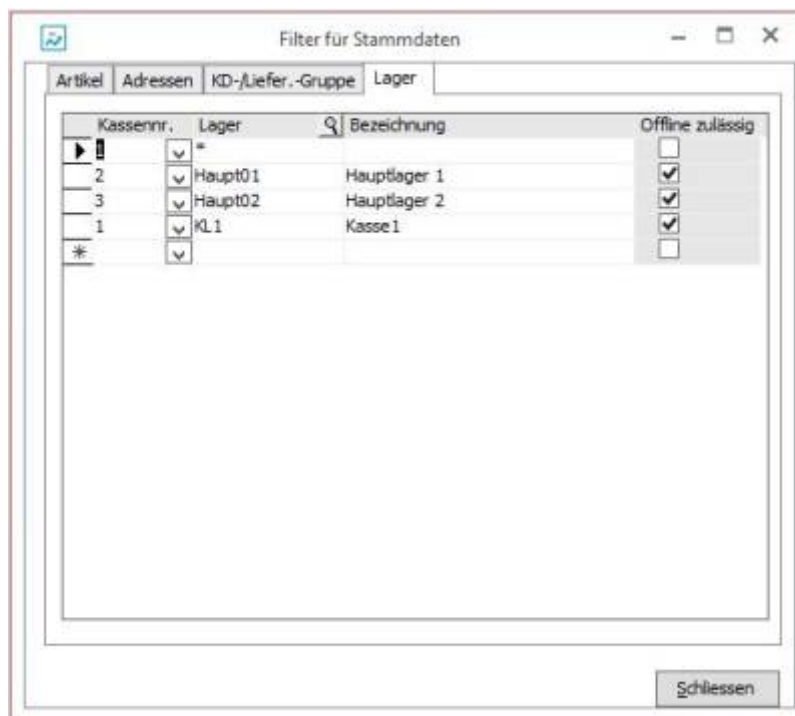 Filter für Stammdaten
Artikel Adressen KD-/Liefer.-Gruppe Lager
Kassennr. Lager Bezeichnung Offline zulässig
1 *
2 Haupt01 Hauptlager 1
3 Haupt02 Hauptlager 2
1 KL1 Kasse1
*
Schliessen